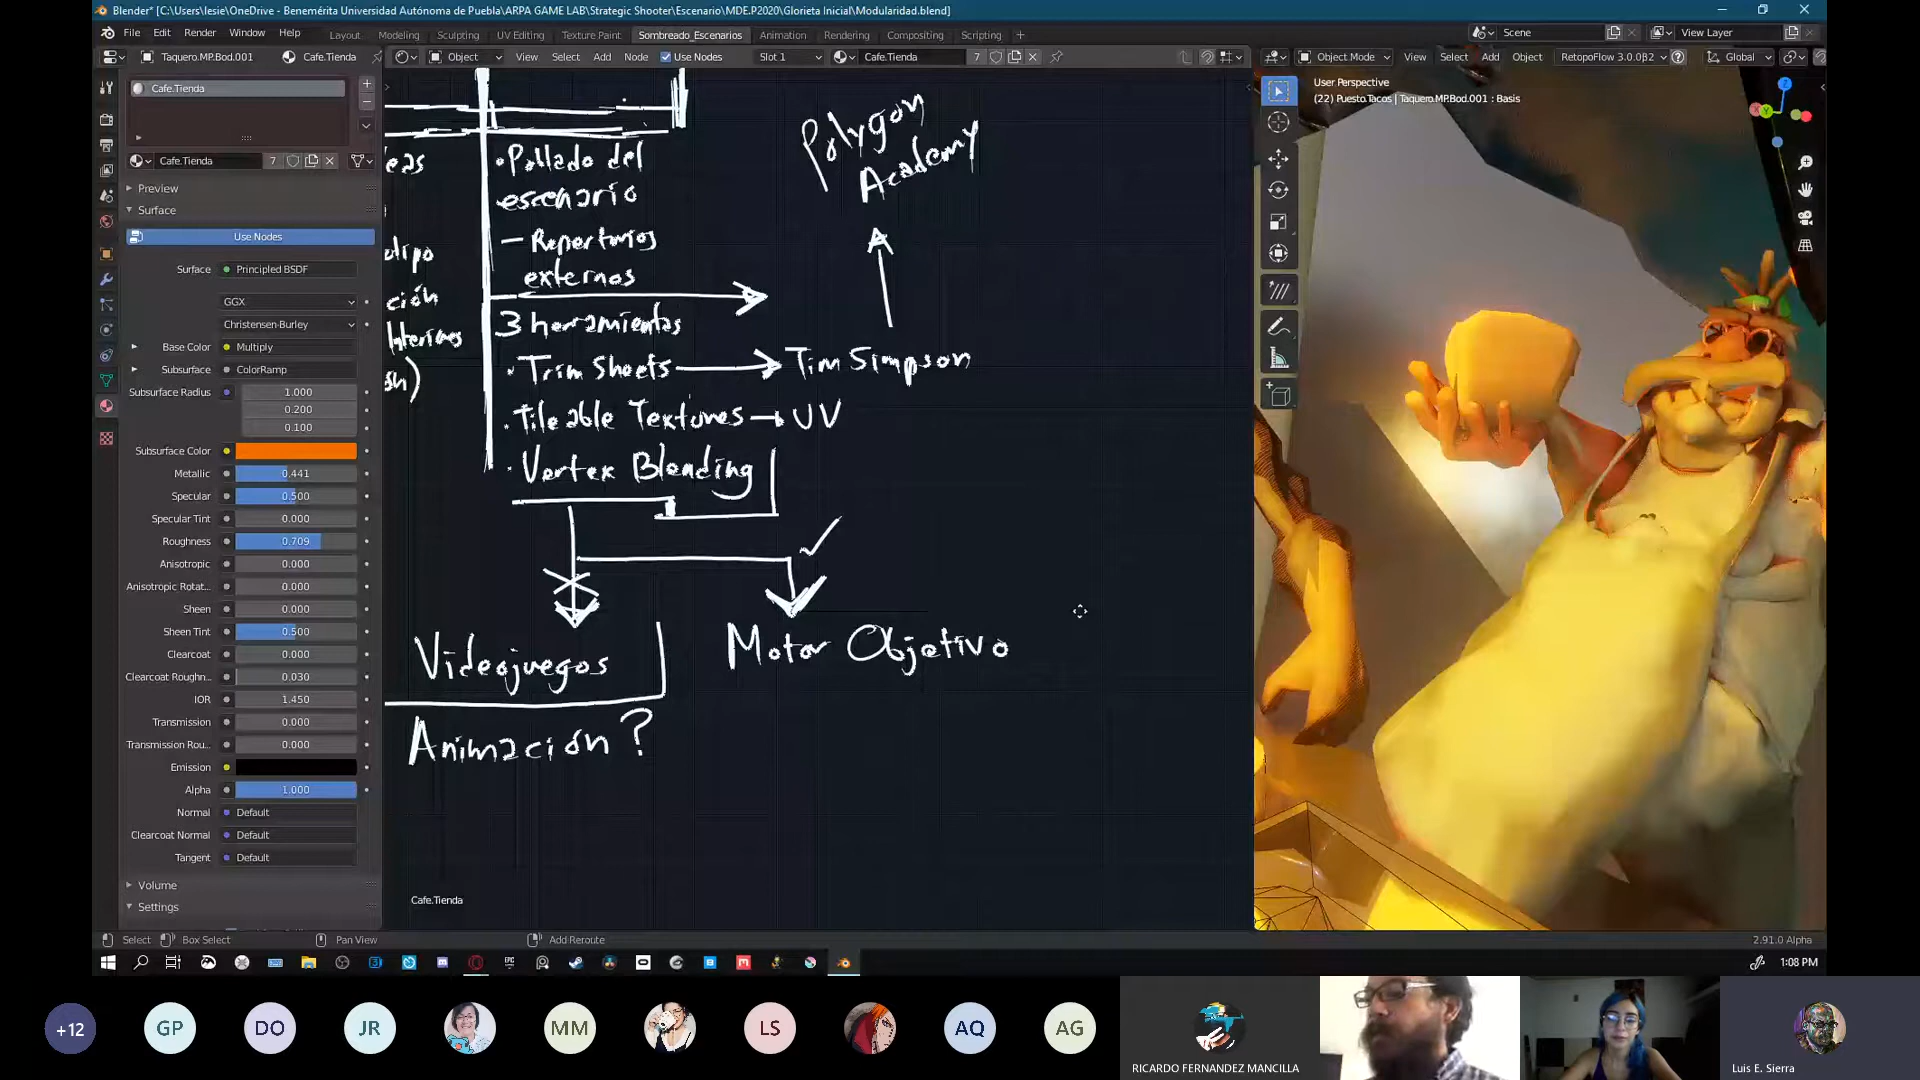 Blender* [C:\Users\lesie\OneDrive - Benemérita Universidad Autónoma de Puebla\ARPA GAME LAB\Strategic Shooter\Escenario\MDE.P2020\Glorieta Inicial\Modularidad.blend]
File Edit Render Window Help Layout Modeling Sculpting UV Editing Texture Paint Sombreado_Escenarios Animation Rendering Compositing Scripting + Scene View Layer
Taquero.MP.Bod.001 Cafe.Tienda Object View Select Add Node Use Nodes Slot 1 Cafe.Tienda 7 Object Mode View Select Add Object RetopoFlow 3.0.0β2 Global
Cafe.Tienda
Cafe.Tienda 7
Preview
Surface
Use Nodes
Surface Principled BSDF
GGX
Christensen-Burley
Base Color Multiply
Subsurface ColorRamp
Subsurface Radius 1.000
0.200
0.100
Subsurface Color
Metallic 0.441
Specular 0.500
Specular Tint 0.000
Roughness 0.709
Anisotropic 0.000
Anisotropic Rotat... 0.000
Sheen 0.000
Sheen Tint 0.500
Clearcoat 0.000
Clearcoat Roughn... 0.030
IOR 1.450
Transmission 0.000
Transmission Rou... 0.000
Emission
Alpha 1.000
Normal Default
Clearcoat Normal Default
Tangent Default
Volume
Settings
eas
ción
• Pollado del
escenario
– Repertorios
externos
3 herramientas
• Trim Sheets → Tim Simpson
• Tileable Textures → UV
• Vertex Blending
Polygon
Academy
Videojuegos
Motor Objetivo
Animación?
Cafe.Tienda
User Perspective
(22) Puesto.Tacos | Taquero.MP.Bod.001 : Basis
Select Box Select Pan View Add Reroute 2.91.0 Alpha
1:08 PM
+12 GP DO JR MM LS AQ AG
RICARDO FERNANDEZ MANCILLA
Luis E. Sierra